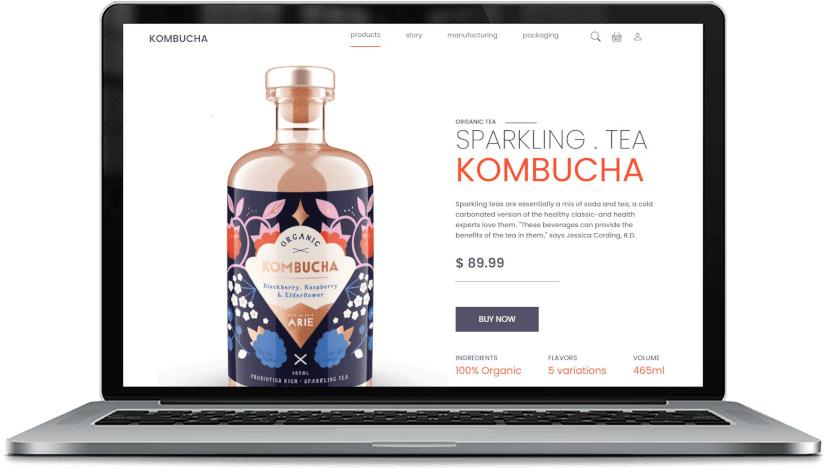 KOMBUCHA
products story manufacturing packaging
ORGANIC TEA
SPARKLING . TEA
KOMBUCHA
Sparkling teas are essentially a mix of soda and tea, a cold
carbonated version of the healthy classic-and health
experts love them. "These beverages can provide the
benefits of the tea in them," says Jessica Cording, R.D.
$ 89.99
BUY NOW
INGREDIENTS FLAVORS VOLUME
100% Organic 5 variations 465ml
ORGANIC
KOMBUCHA
Blackberry, Raspberry
& Elderflower
ARIE
465ML
PROBIOTICS HIGH · SPARKLING TEA